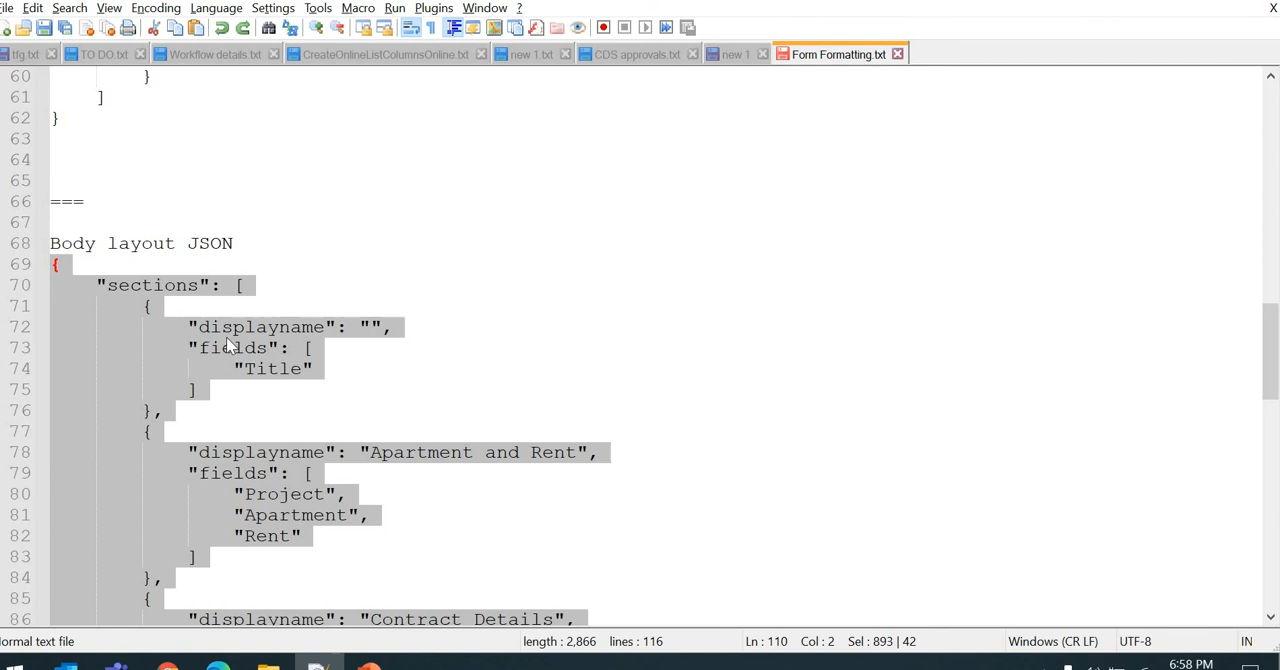 File Edit Search View Encoding Language Settings Tools Macro Run Plugins Window ? X
tfg txt TO DO.txt Workflow details.txt CreateOnlineListColumnsOnline.txt new 1 txt CDS approvals.txt new 1 Form Formatting.txt
60 }
61 ]
62 }
63
64
65
66 ===
67
68 Body layout JSON
69 {
70 "sections": [
71 {
72 "displayname": "",
73 "fields": [
74 "Title"
75 ]
76 },
77 {
78 "displayname": "Apartment and Rent",
79 "fields": [
80 "Project",
81 "Apartment",
82 "Rent"
83 ]
84 },
85 {
86 "displayname": "Contract Details",
ormal text file length : 2,866 lines : 116 Ln : 110 Col : 2 Sel : 893 | 42 Windows (CR LF) UTF-8 IN
6:58 PM